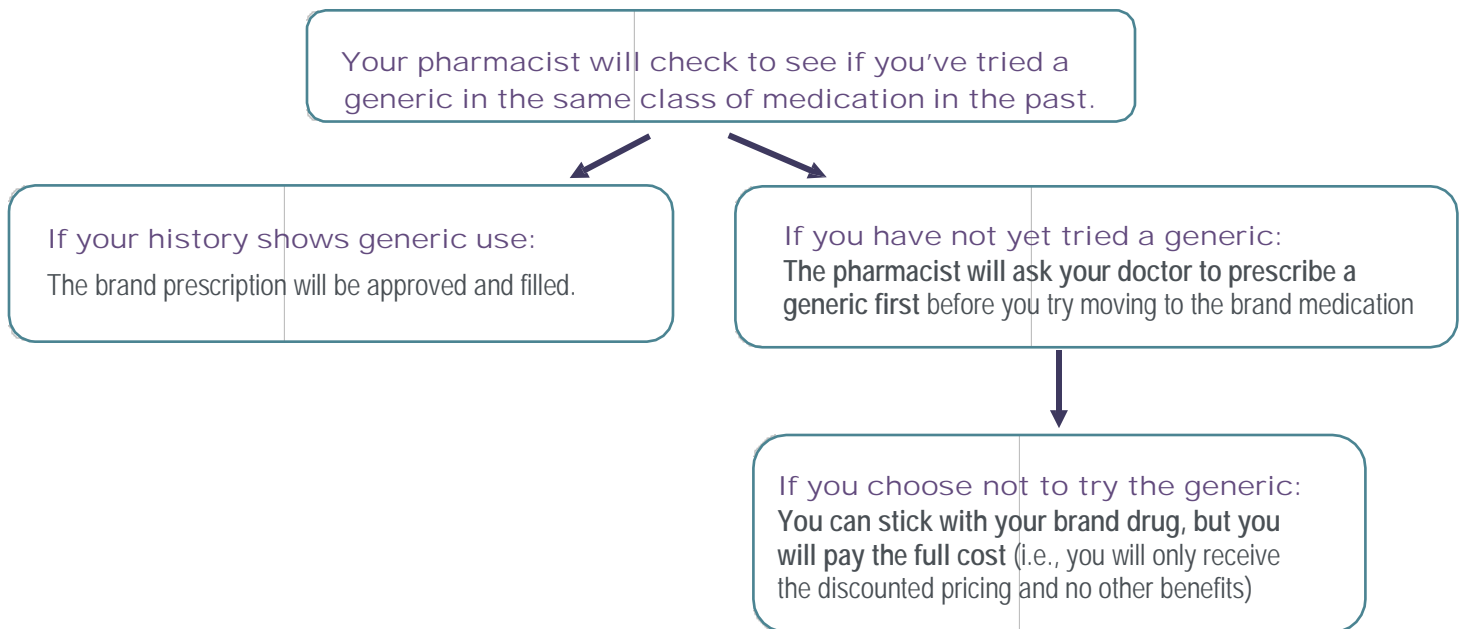 Your pharmacist will check to see if you've tried a
generic in the same class of medication in the past.
If your history shows generic use:
The brand prescription will be approved and filled.
If you have not yet tried a generic:
The pharmacist will ask your doctor to prescribe a
generic first before you try moving to the brand medication
If you choose not to try the generic:
You can stick with your brand drug, but you
will pay the full cost (i.e., you will only receive
the discounted pricing and no other benefits)